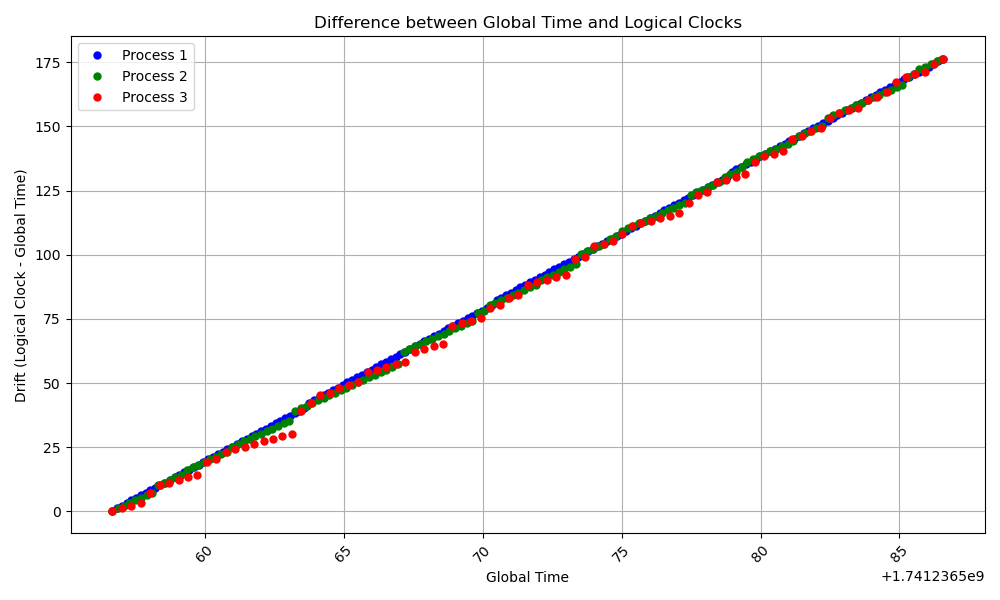 Difference between Global Time and Logical Clocks
Process 1
Process 2
Process 3
Drift (Logical Clock - Global Time)
175
150
125
100
75
50
25
0
60
65
70
75
80
85
Global Time
+1.7412365e9